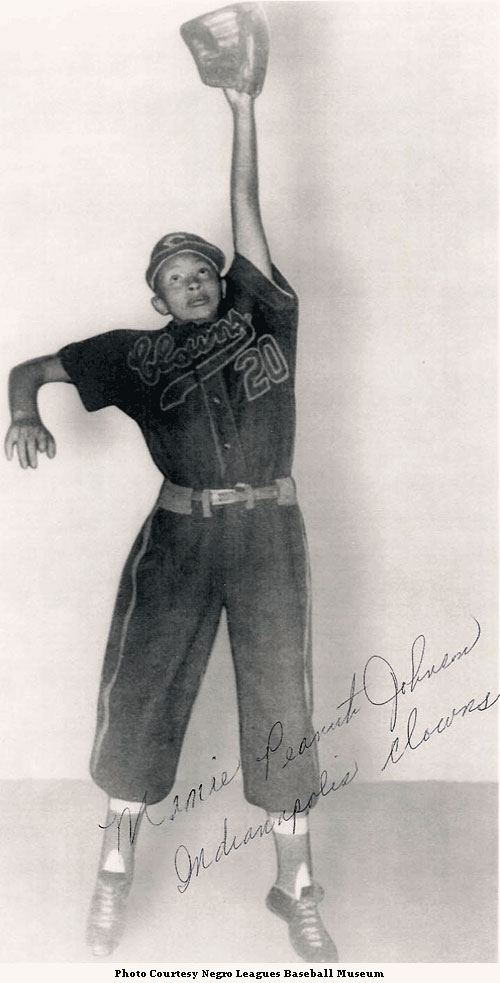 C
Clowns
20
Mamie Peanut Johnson
Indianapolis Clowns
Photo Courtesy Negro Leagues Baseball Museum